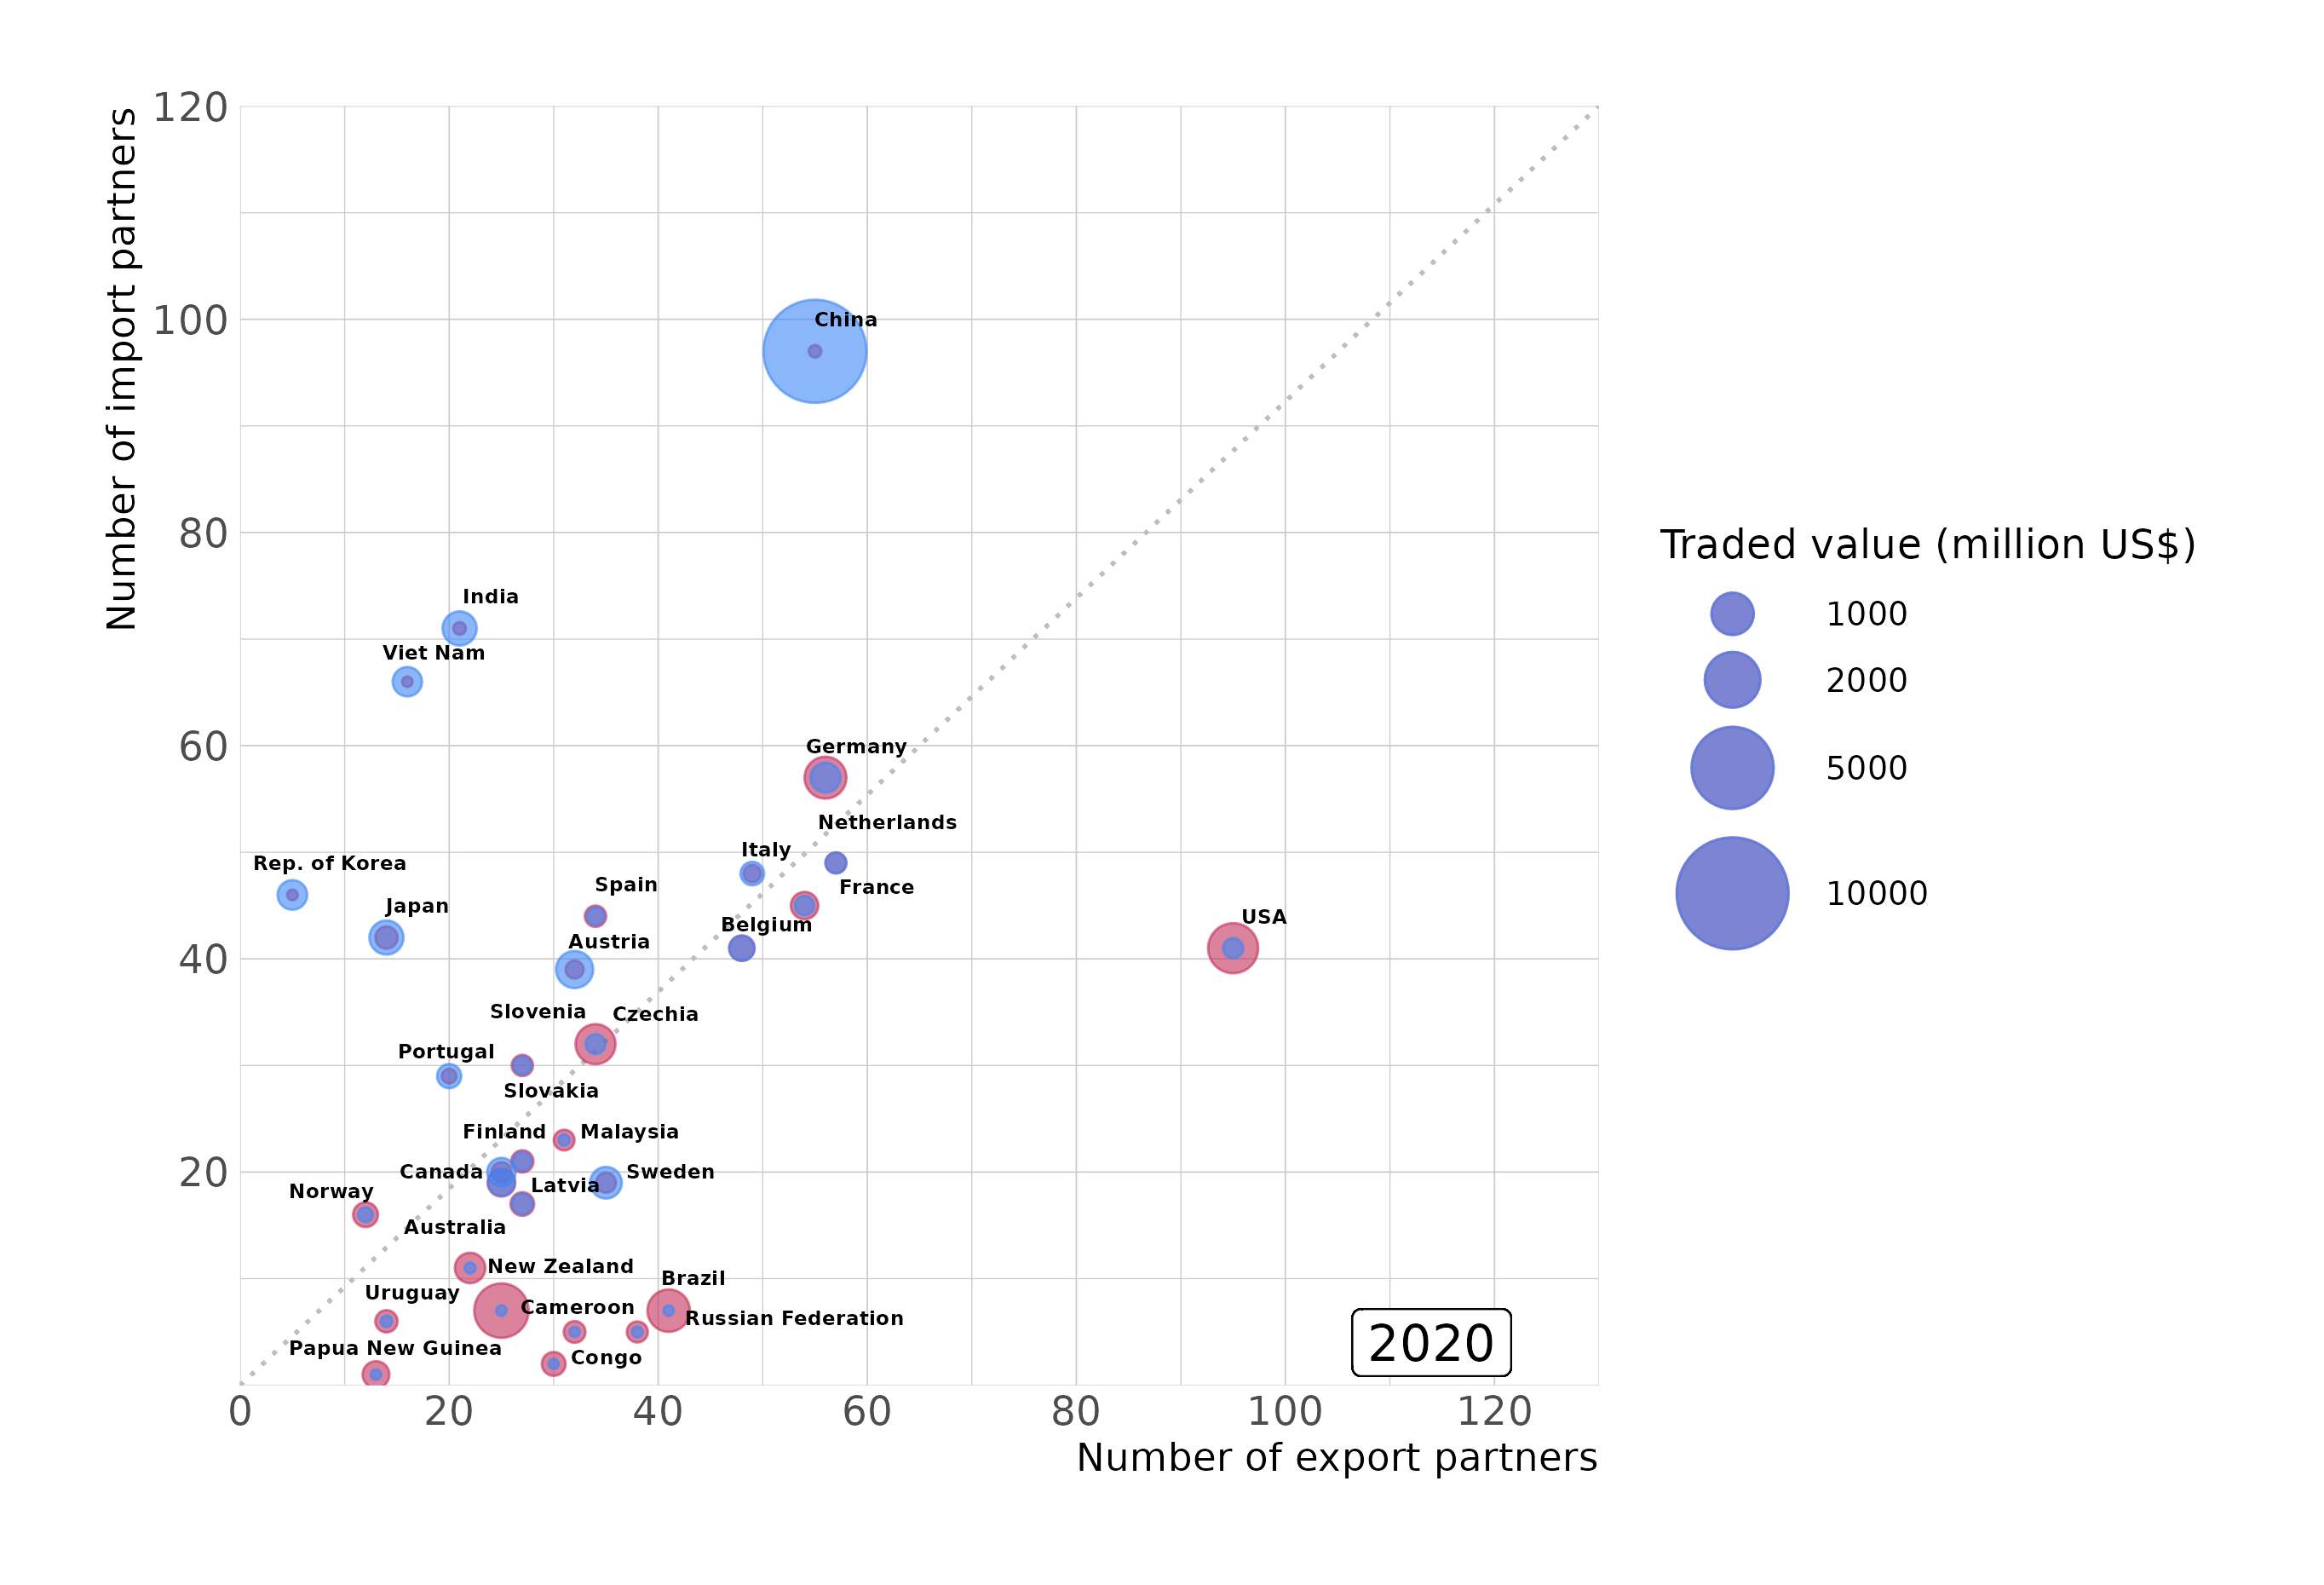 Number of import partners
120
100
80
60
40
20
China
India
Viet Nam
Germany
Netherlands
Italy
Rep. of Korea
Spain
France
Japan
USA
Belgium
Austria
Slovenia
Czechia
Portugal
Slovakia
Finland
Malaysia
Canada
Sweden
Latvia
Norway
Australia
New Zealand
Brazil
Uruguay
Cameroon
Russian Federation
Papua New Guinea
Congo
2020
0
20
40
60
80
100
120
Number of export partners
Traded value (million US$)
1000
2000
5000
10000